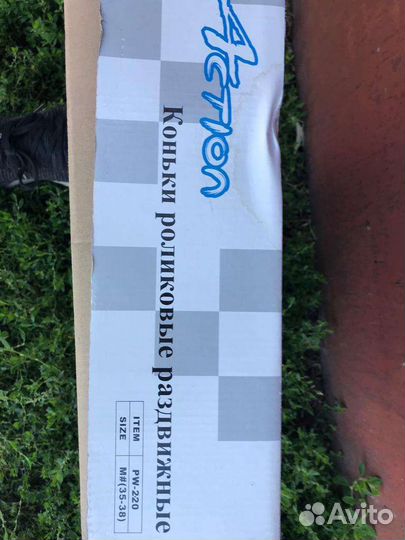 Action
Коньки роликовые раздвижные
ITEM PW-220
SIZE M#(35-38)
Avito